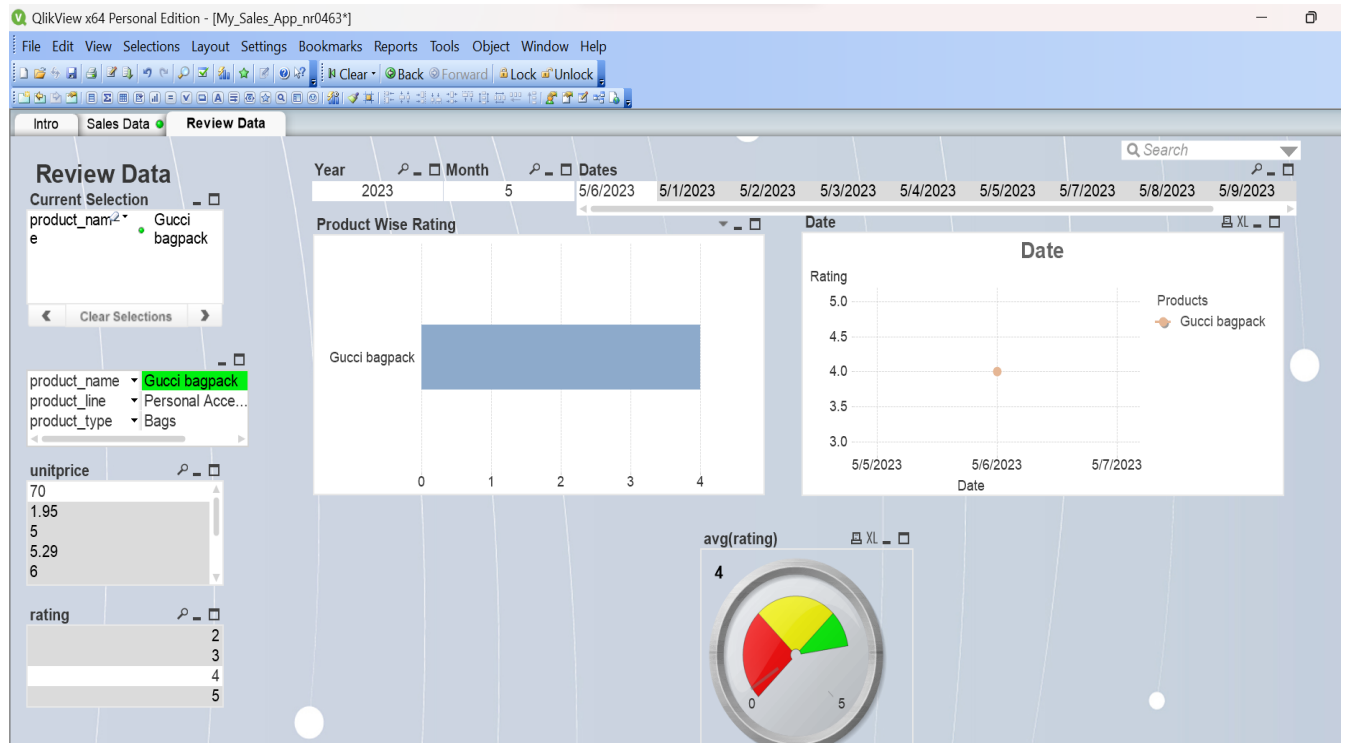 QlikView x64 Personal Edition - [My_Sales_App_nr0463*]
File Edit View Selections Layout Settings Bookmarks Reports Tools Object Window Help
Clear Back Forward Lock Unlock
Intro Sales Data Review Data
Search
Review Data
Current Selection
product_nam
e
Gucci
bagpack
Clear Selections
product_name Gucci bagpack
product_line Personal Acce...
product_type Bags
unitprice
70
1.95
5
5.29
6
rating
2
3
4
5
Year Month Dates
2023 5 5/6/2023 5/1/2023 5/2/2023 5/3/2023 5/4/2023 5/5/2023 5/7/2023 5/8/2023 5/9/2023
Product Wise Rating
Gucci bagpack
0 1 2 3 4
Date XL
Date
Rating
5.0
4.5
4.0
3.5
3.0
5/5/2023 5/6/2023 5/7/2023
Date
Products
Gucci bagpack
avg(rating) XL
4
0 5